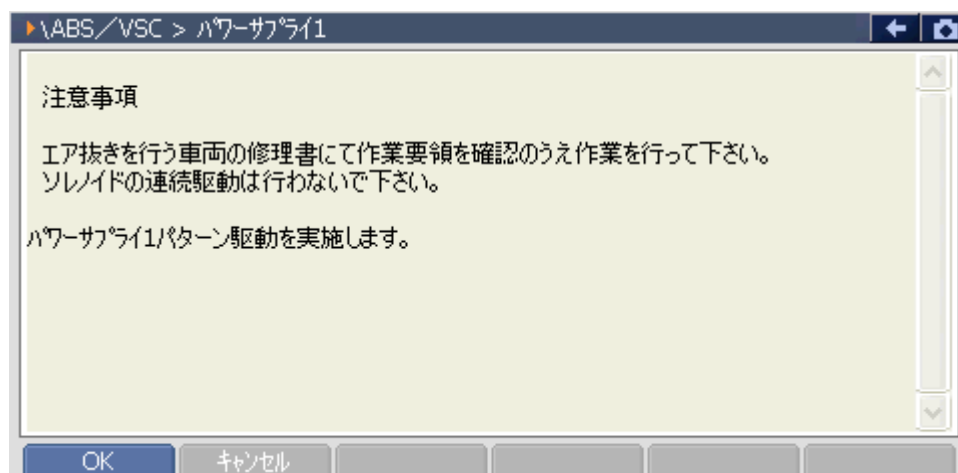 \ABS／VSC > ﾊﾟﾜｰｻﾌﾟﾗｲ1
注意事項
エア抜きを行う車両の修理書にて作業要領を確認のうえ作業を行って下さい。
ソレノイドの連続駆動は行わないで下さい。
ﾊﾟﾜｰｻﾌﾟﾗｲ1パターン駆動を実施します。
OK
キャンセル